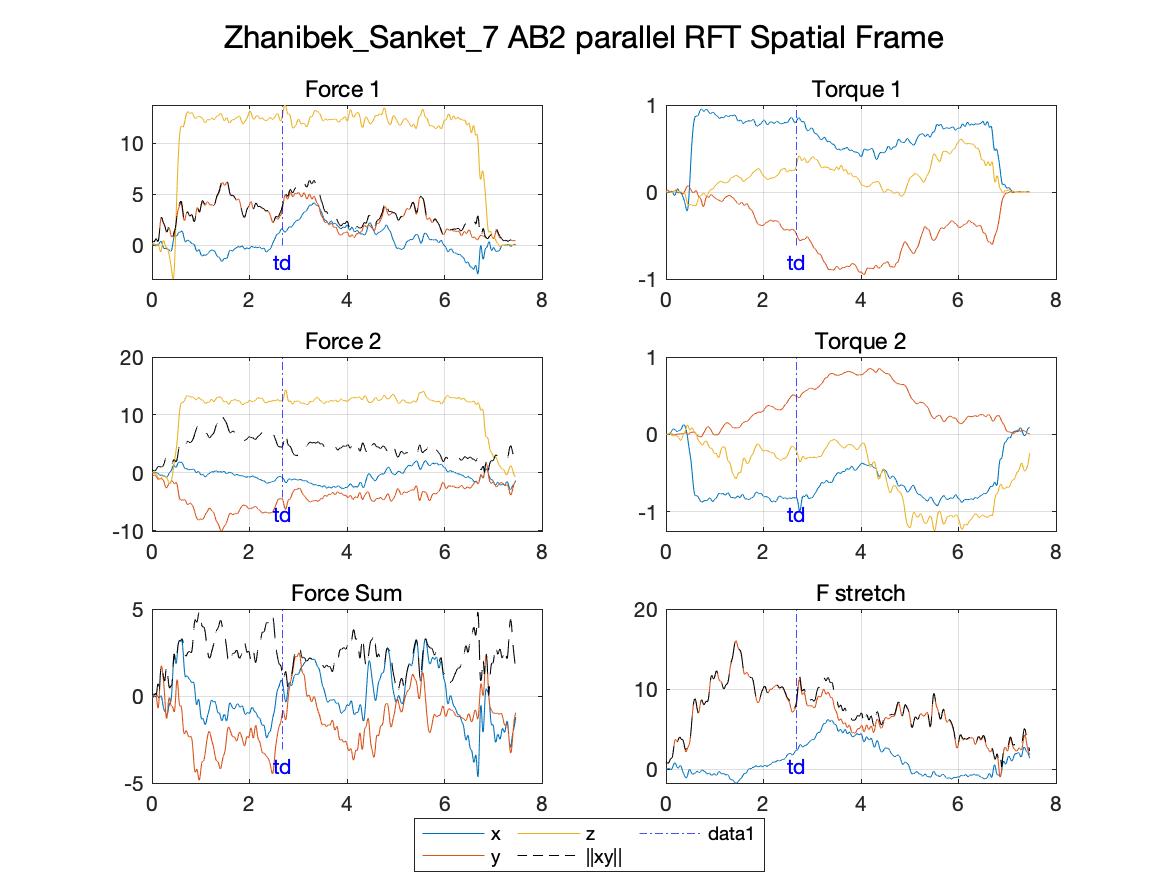 Zhanibek_Sanket_7 AB2 parallel RFT Spatial Frame
Force 1
10
5
0
td
0 2 4 6 8
Torque 1
1
0
-1
td
0 2 4 6 8
Force 2
20
10
0
-10
td
0 2 4 6 8
Torque 2
1
0
-1
td
0 2 4 6 8
Force Sum
5
0
-5
td
0 2 4 6 8
F stretch
20
10
0
td
0 2 4 6 8
x z data1
y ||xy||